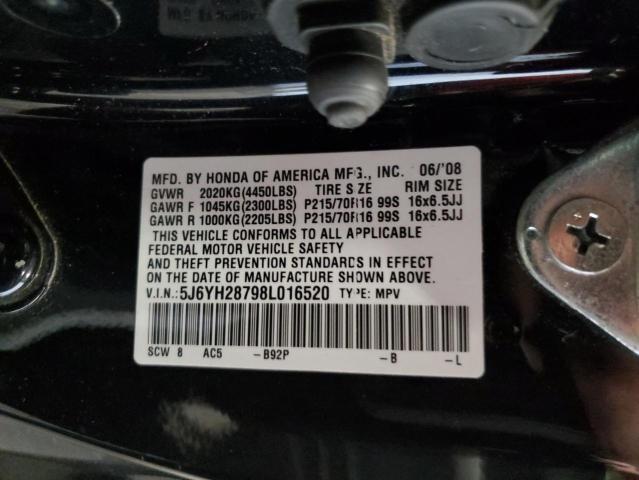 MFD. BY HONDA OF AMERICA MFG., INC. 06/'08
GVWR 2020KG(4450LBS) TIRE SIZE RIM SIZE
GAWR F 1045KG(2300LBS) P215/70R16 99S 16x6.5JJ
GAWR R 1000KG(2205LBS) P215/70R16 99S 16x6.5JJ
THIS VEHICLE CONFORMS TO ALL APPLICABLE
FEDERAL MOTOR VEHICLE SAFETY
AND THEFT PREVENTION STANDARDS IN EFFECT
ON THE DATE OF MANUFACTURE SHOWN ABOVE.
V.I.N.: 5J6YH28798L016520 TYPE: MPV
SCW 8 AC5 -B92P -B -L